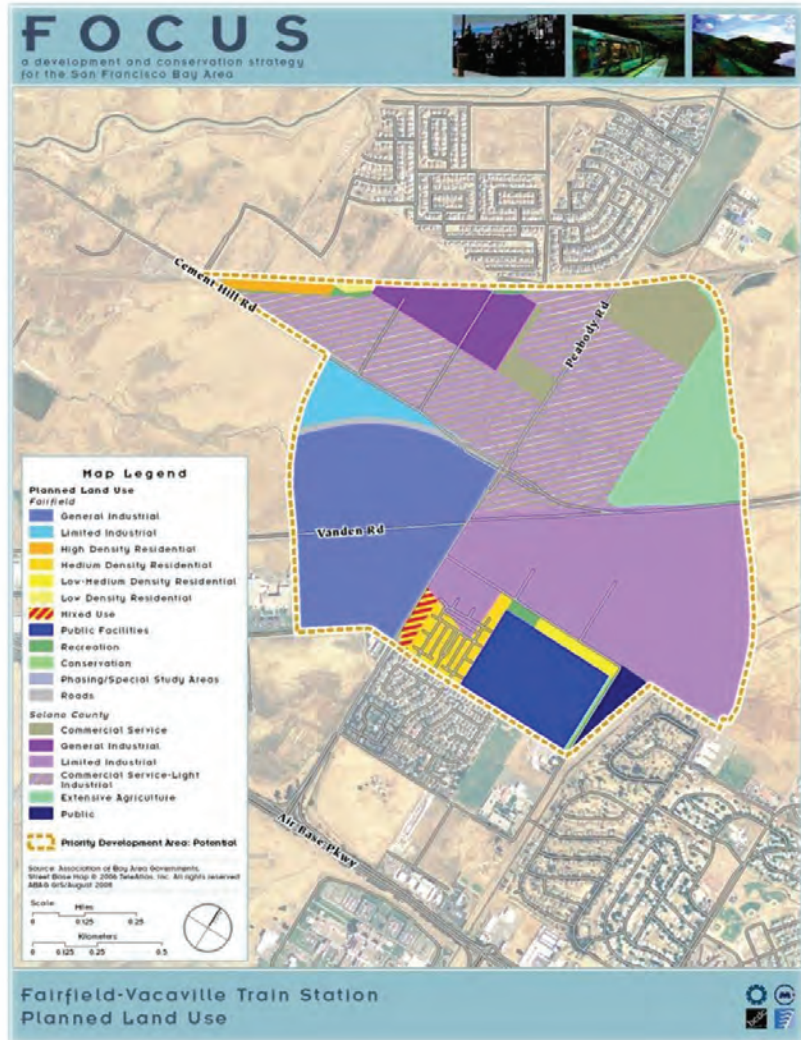 FOCUS
a development and conservation strategy
for the San Francisco Bay Area
Cement Hill Rd
Peabody Rd
Vanden Rd
Air Base Pkwy
Map Legend
Planned Land Use
Fairfield
General Industrial
Limited Industrial
High Density Residential
Medium Density Residential
Low-Medium Density Residential
Low Density Residential
Mixed Use
Public Facilities
Recreation
Conservation
Phasing/Special Study Areas
Roads
Solano County
Commercial Service
General Industrial
Limited Industrial
Commercial Service-Light
Industrial
Extensive Agriculture
Public
Priority Development Area: Potential
Source: Association of Bay Area Governments,
Street Base Map © 2006 TeleAtlas, Inc. All rights reserved
ABAG GIS/August 2008
Scale
Miles
0 0.125 0.25
Kilometers
0 0.125 0.25 0.5
Fairfield-Vacaville Train Station
Planned Land Use
bcdc